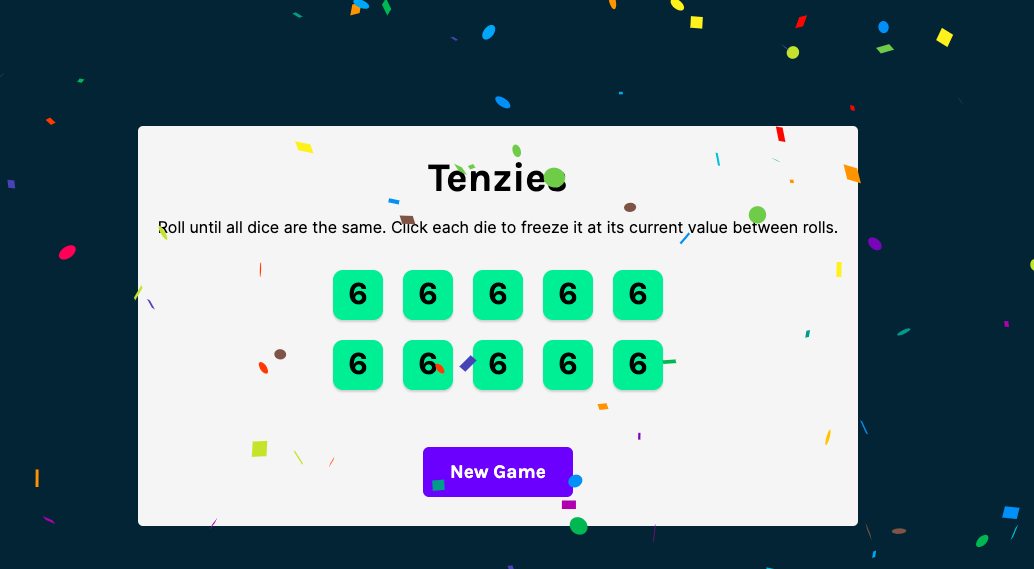 Tenzies
Roll until all dice are the same. Click each die to freeze it at its current value between rolls.
6 6 6 6 6
6 6 6 6 6
New Game